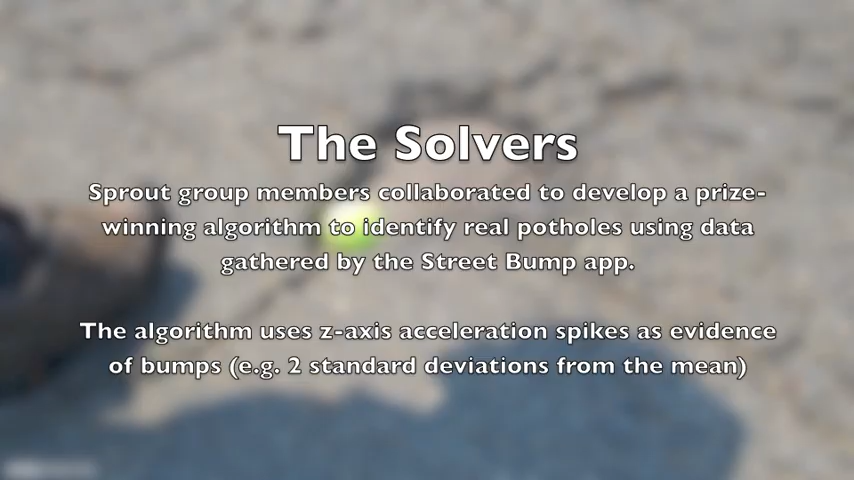 The Solvers
Sprout group members collaborated to develop a prize-
winning algorithm to identify real potholes using data
gathered by the Street Bump app.
The algorithm uses z-axis acceleration spikes as evidence
of bumps (e.g. 2 standard deviations from the mean)